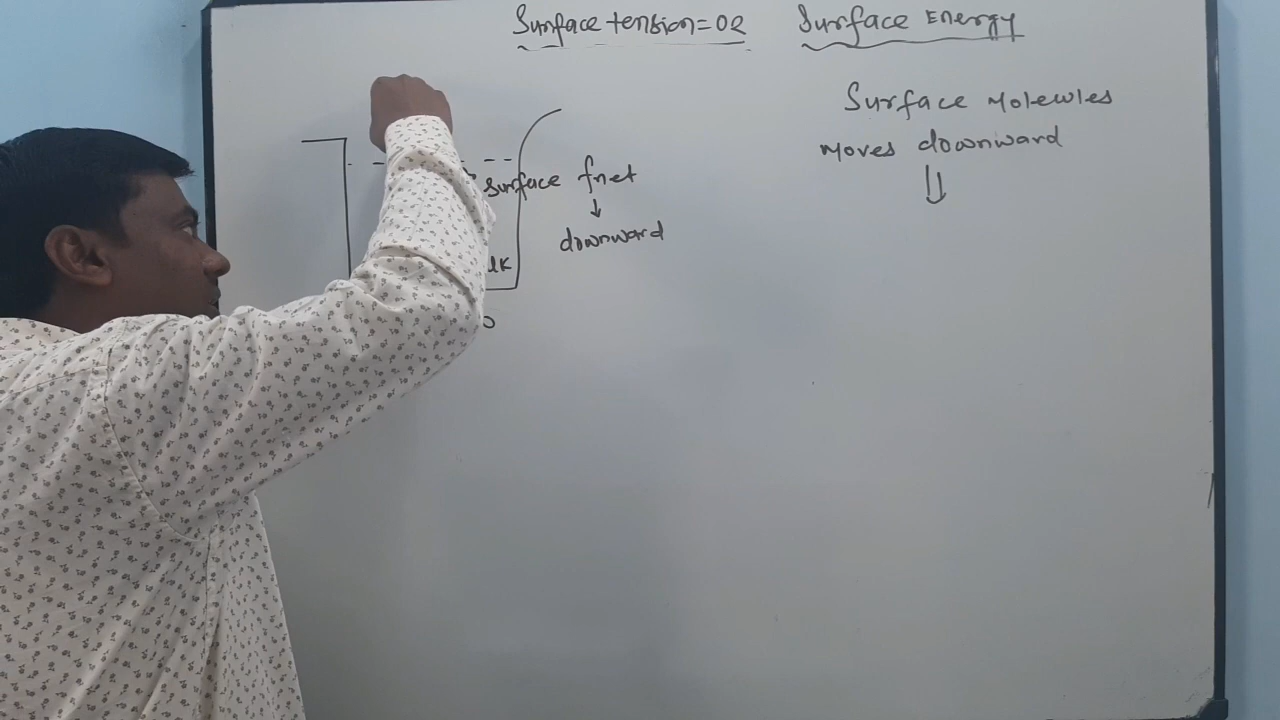 Surface tension=02 Surface Energy
Surface Molecules
moves downward
surface fnet
downward